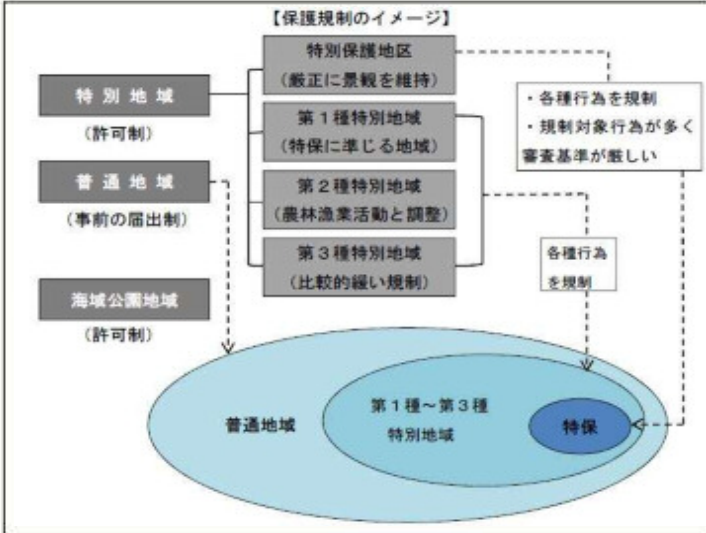 【保護規制のイメージ】
特別地域
(許可制)
普通地域
(事前の届出制)
海域公園地域
(許可制)
特別保護地区
(厳正に景観を維持)
第1種特別地域
(特保に準じる地域)
第2種特別地域
(農林漁業活動と調整)
第3種特別地域
(比較的緩い規制)
・各種行為を規制
・規制対象行為が多く
審査基準が厳しい
各種行為
を規制
普通地域
第1種～第3種
特別地域
特保